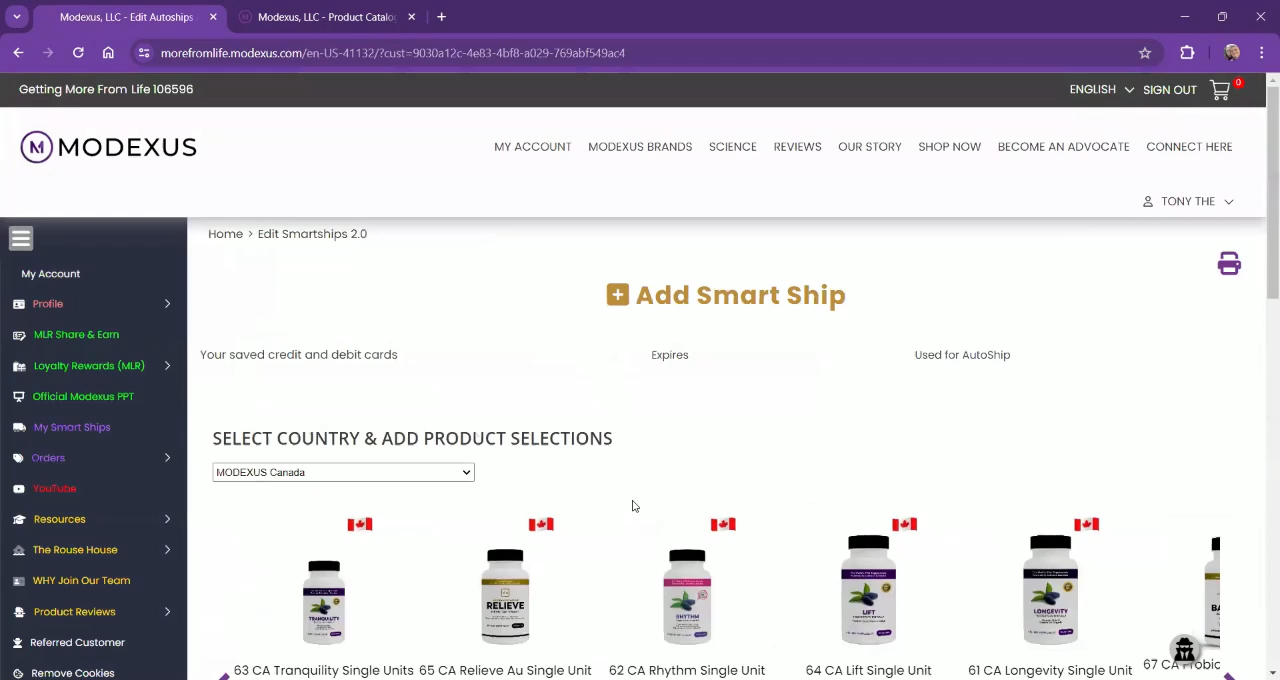 Modexus, LLC - Edit Autoships
Modexus, LLC - Product Catalog
morefromlife.modexus.com/en-US-41132/?cust=9030a12c-4e83-4bf8-a029-769abf549ac4
Getting More From Life 106596
ENGLISH SIGN OUT 0
M MODEXUS
MY ACCOUNT MODEXUS BRANDS SCIENCE REVIEWS OUR STORY SHOP NOW BECOME AN ADVOCATE CONNECT HERE
TONY THE
Home > Edit Smartships 2.0
My Account
Profile
MLR Share & Earn
Loyalty Rewards (MLR)
Official Modexus PPT
My Smart Ships
Orders
YouTube
Resources
The Rouse House
WHY Join Our Team
Product Reviews
Referred Customer
Remove Cookies
Add Smart Ship
Your saved credit and debit cards Expires Used for AutoShip
SELECT COUNTRY & ADD PRODUCT SELECTIONS
MODEXUS Canada
TRANQUILITY
RELIEVE
RHYTHM
LIFT
LONGEVITY
63 CA Tranquility Single Units
65 CA Relieve Au Single Unit
62 CA Rhythm Single Unit
64 CA Lift Single Unit
61 CA Longevity Single Unit
67 CA